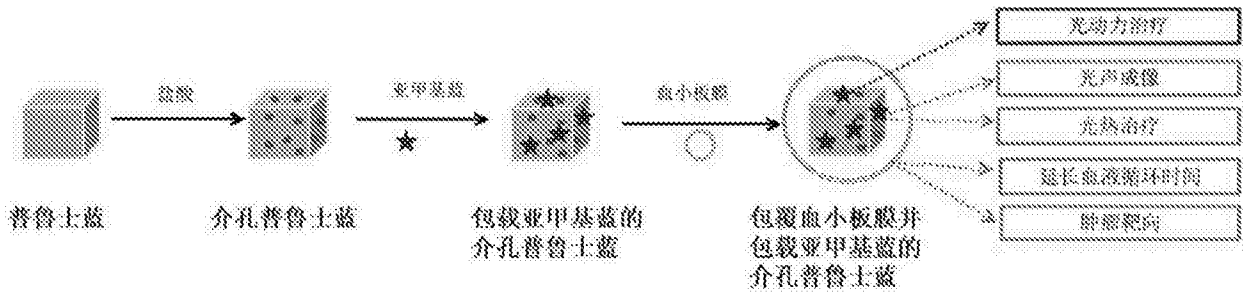 光动力治疗
盐酸
亚甲基蓝
血小板膜
光声成像
光热治疗
延长血液循环时间
肿瘤靶向
普鲁士蓝
介孔普鲁士蓝
包载亚甲基蓝的
介孔普鲁士蓝
包覆血小板膜并
包载亚甲基蓝的
介孔普鲁士蓝